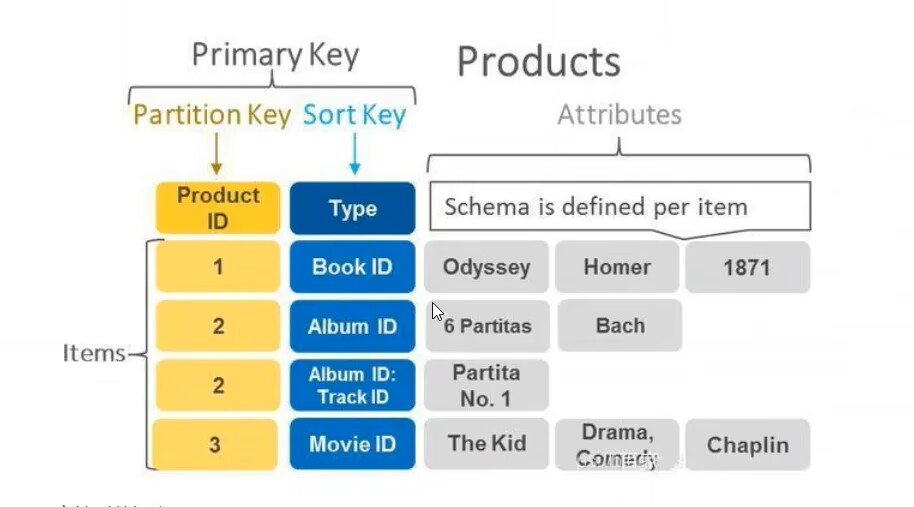 Primary Key
Products
Partition Key
Sort Key
Attributes
Product
ID
Type
Schema is defined per item
1
Book ID
Odyssey
Homer
1871
2
Album ID
6 Partitas
Bach
Items
2
Album ID:
Track ID
Partita
No. 1
3
Movie ID
The Kid
Drama,
Comedy
Chaplin